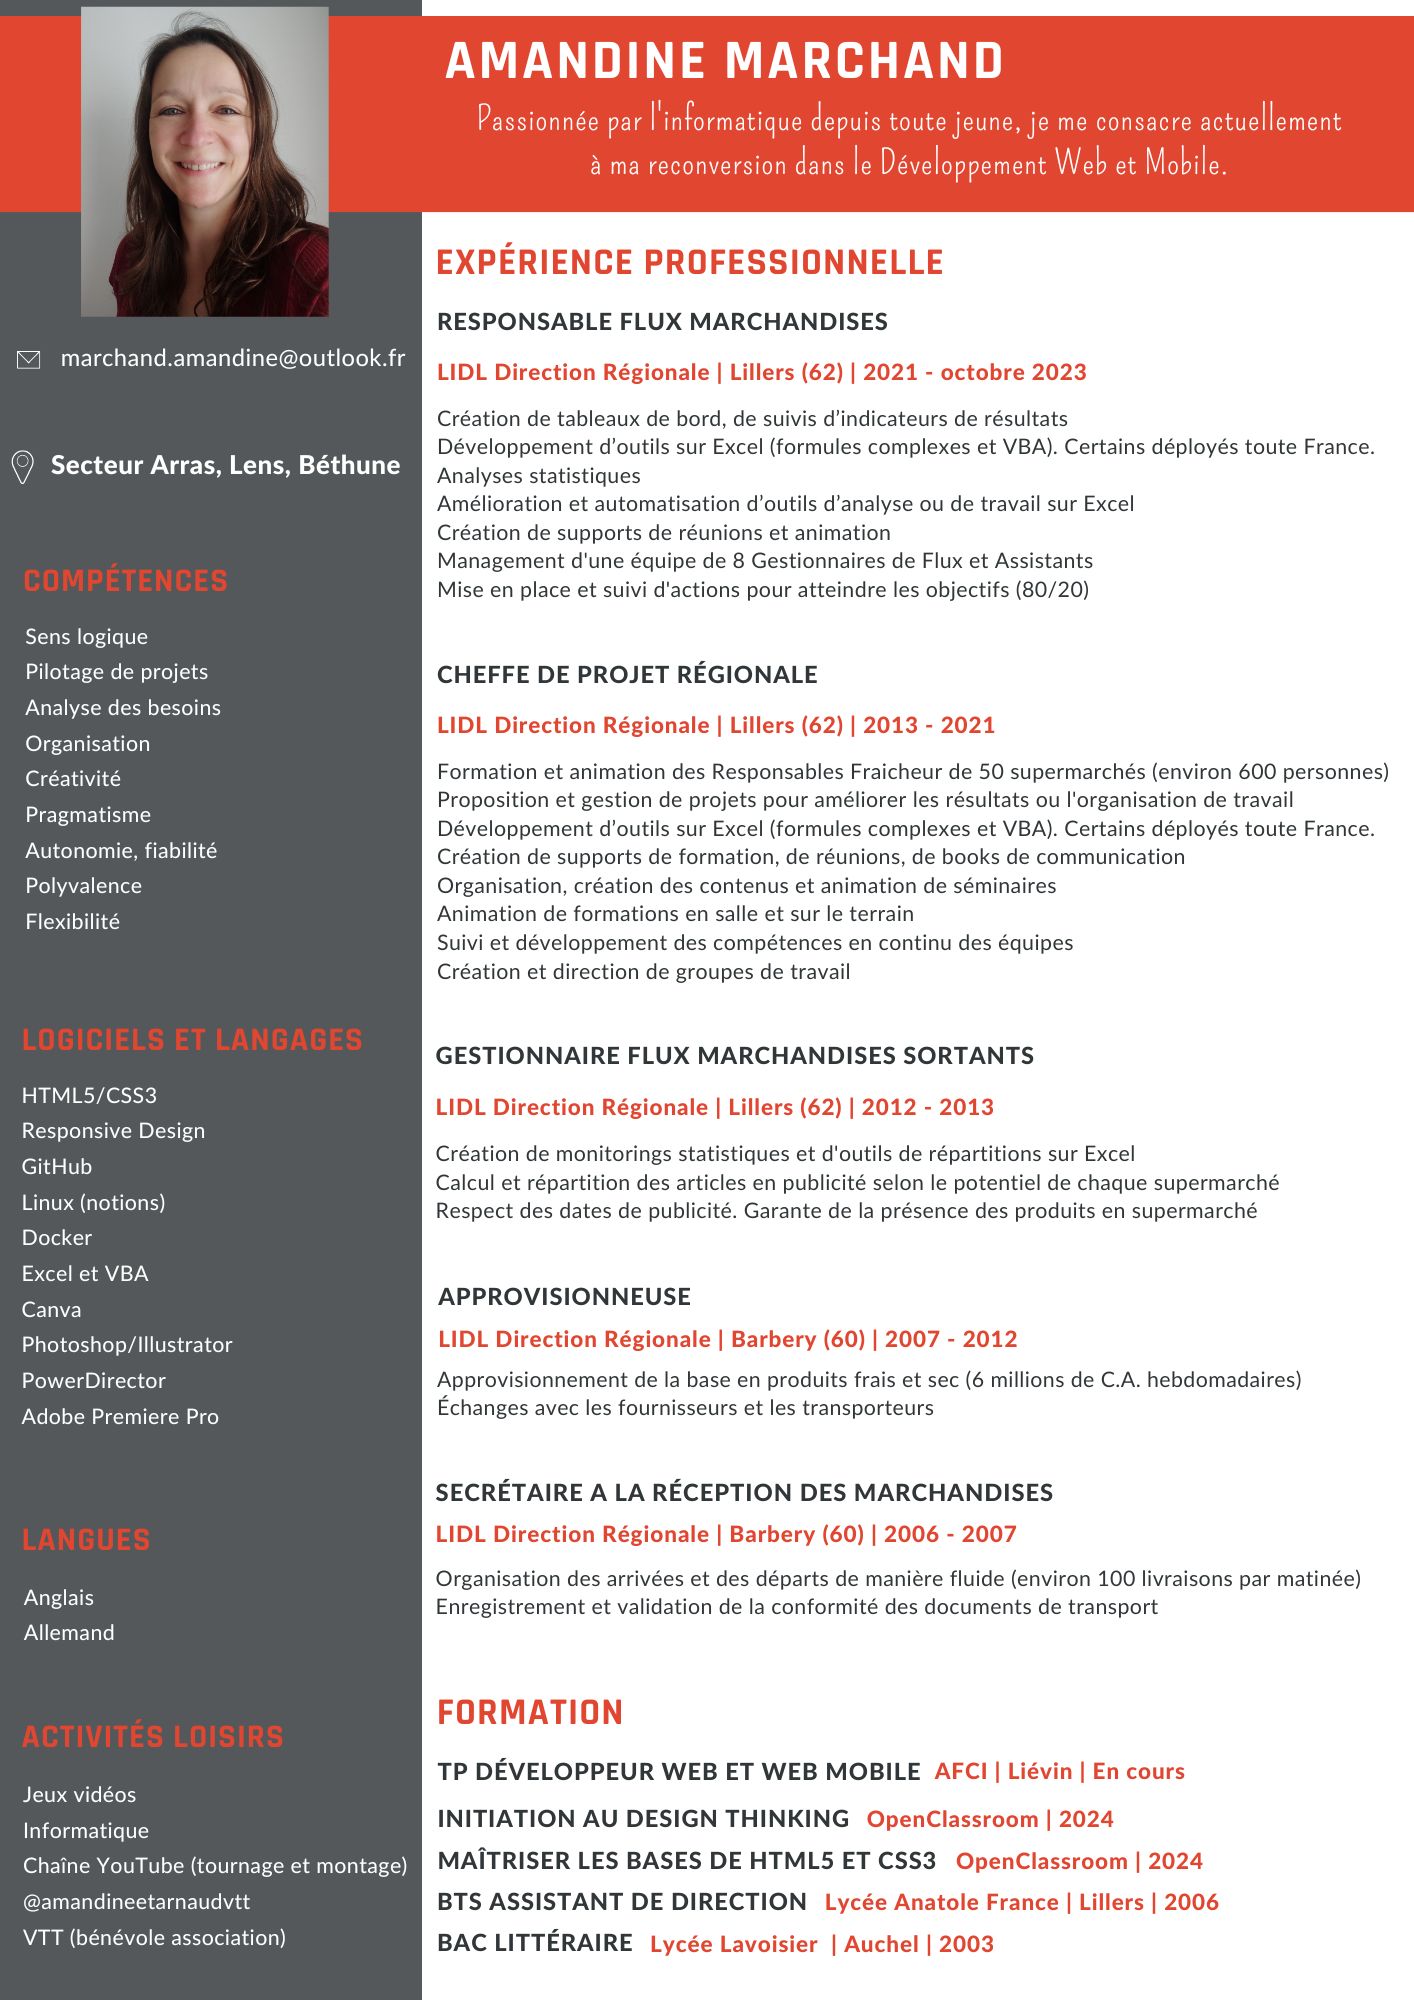 AMANDINE MARCHAND
Passionnée par l'informatique depuis toute jeune, je me consacre actuellement
à ma reconversion dans le Développement Web et Mobile.
marchand.amandine@outlook.fr
Secteur Arras, Lens, Béthune
COMPÉTENCES
Sens logique
Pilotage de projets
Analyse des besoins
Organisation
Créativité
Pragmatisme
Autonomie, fiabilité
Polyvalence
Flexibilité
LOGICIELS ET LANGAGES
HTML5/CSS3
Responsive Design
GitHub
Linux (notions)
Docker
Excel et VBA
Canva
Photoshop/Illustrator
PowerDirector
Adobe Premiere Pro
LANGUES
Anglais
Allemand
ACTIVITÉS LOISIRS
Jeux vidéos
Informatique
Chaîne YouTube (tournage et montage)
@amandineetarnaudvtt
VTT (bénévole association)
EXPÉRIENCE PROFESSIONNELLE
RESPONSABLE FLUX MARCHANDISES
LIDL Direction Régionale | Lillers (62) | 2021 - octobre 2023
Création de tableaux de bord, de suivis d’indicateurs de résultats
Développement d’outils sur Excel (formules complexes et VBA). Certains déployés toute France.
Analyses statistiques
Amélioration et automatisation d’outils d’analyse ou de travail sur Excel
Création de supports de réunions et animation
Management d'une équipe de 8 Gestionnaires de Flux et Assistants
Mise en place et suivi d'actions pour atteindre les objectifs (80/20)
CHEFFE DE PROJET RÉGIONALE
LIDL Direction Régionale | Lillers (62) | 2013 - 2021
Formation et animation des Responsables Fraicheur de 50 supermarchés (environ 600 personnes)
Proposition et gestion de projets pour améliorer les résultats ou l'organisation de travail
Développement d’outils sur Excel (formules complexes et VBA). Certains déployés toute France.
Création de supports de formation, de réunions, de books de communication
Organisation, création des contenus et animation de séminaires
Animation de formations en salle et sur le terrain
Suivi et développement des compétences en continu des équipes
Création et direction de groupes de travail
GESTIONNAIRE FLUX MARCHANDISES SORTANTS
LIDL Direction Régionale | Lillers (62) | 2012 - 2013
Création de monitorings statistiques et d'outils de répartitions sur Excel
Calcul et répartition des articles en publicité selon le potentiel de chaque supermarché
Respect des dates de publicité. Garante de la présence des produits en supermarché
APPROVISIONNEUSE
LIDL Direction Régionale | Barbery (60) | 2007 - 2012
Approvisionnement de la base en produits frais et sec (6 millions de C.A. hebdomadaires)
Échanges avec les fournisseurs et les transporteurs
SECRÉTAIRE A LA RÉCEPTION DES MARCHANDISES
LIDL Direction Régionale | Barbery (60) | 2006 - 2007
Organisation des arrivées et des départs de manière fluide (environ 100 livraisons par matinée)
Enregistrement et validation de la conformité des documents de transport
FORMATION
TP DÉVELOPPEUR WEB ET WEB MOBILE AFCI | Liévin | En cours
INITIATION AU DESIGN THINKING OpenClassroom | 2024
MAÎTRISER LES BASES DE HTML5 ET CSS3 OpenClassroom | 2024
BTS ASSISTANT DE DIRECTION Lycée Anatole France | Lillers | 2006
BAC LITTÉRAIRE Lycée Lavoisier | Auchel | 2003